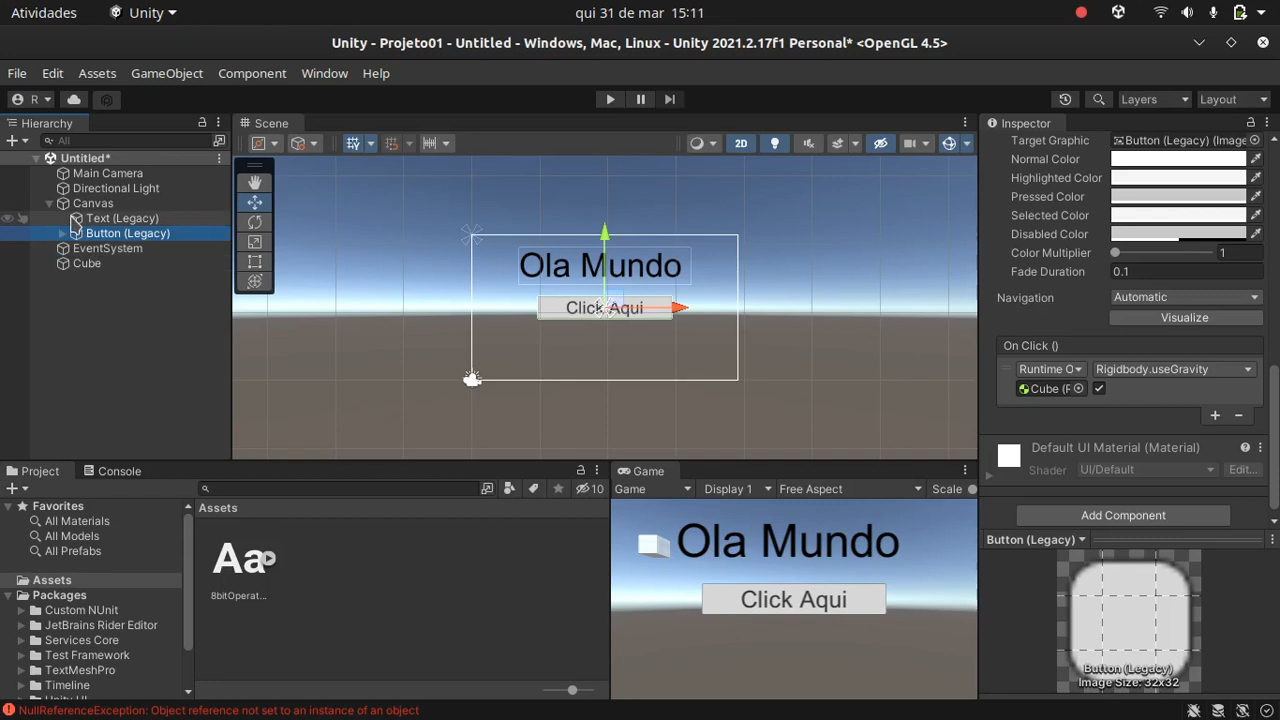 Atividades Unity qui 31 de mar 15:11
Unity - Projeto01 - Untitled - Windows, Mac, Linux - Unity 2021.2.17f1 Personal* <OpenGL 4.5>
File Edit Assets GameObject Component Window Help
R Layers Layout
Hierarchy
All
Untitled*
Main Camera
Directional Light
Canvas
Text (Legacy)
Button (Legacy)
EventSystem
Cube
Scene
2D
Ola Mundo
Click Aqui
Inspector
Target Graphic Button (Legacy) (Image
Normal Color
Highlighted Color
Pressed Color
Selected Color
Disabled Color
Color Multiplier 1
Fade Duration 0.1
Navigation Automatic
Visualize
On Click ()
Runtime O Rigidbody.useGravity
Cube (F
Default UI Material (Material)
Shader UI/Default Edit...
Add Component
Button (Legacy)
Button (Legacy)
Image Size: 32x32
Project Console
10
Favorites
All Materials
All Models
All Prefabs
Assets
Packages
Custom NUnit
JetBrains Rider Editor
Services Core
Test Framework
TextMeshPro
Timeline
Unity UI
Assets
Aa
8bitOperat...
Game
Game Display 1 Free Aspect Scale
Ola Mundo
Click Aqui
NullReferenceException: Object reference not set to an instance of an object